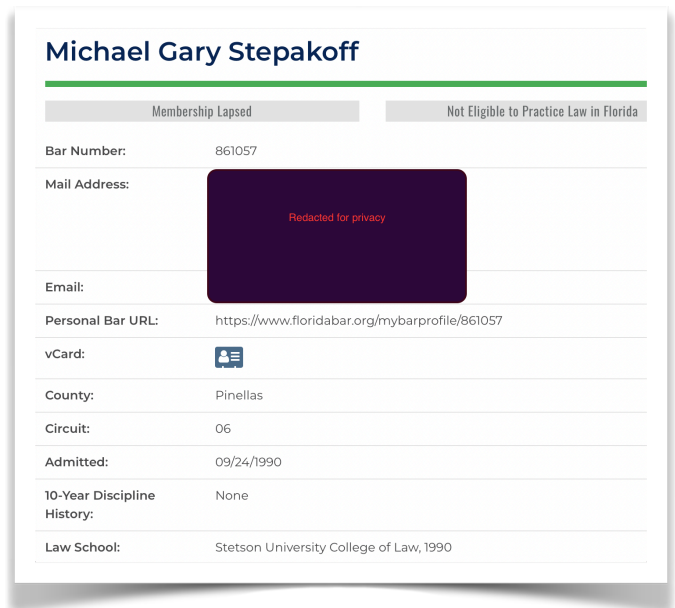 Michael Gary Stepakoff
Membership Lapsed
Not Eligible to Practice Law in Florida
Bar Number: 861057
Mail Address:
Redacted for privacy
Email:
Personal Bar URL: https://www.floridabar.org/mybarprofile/861057
vCard:
County: Pinellas
Circuit: 06
Admitted: 09/24/1990
10-Year Discipline None
History:
Law School: Stetson University College of Law, 1990